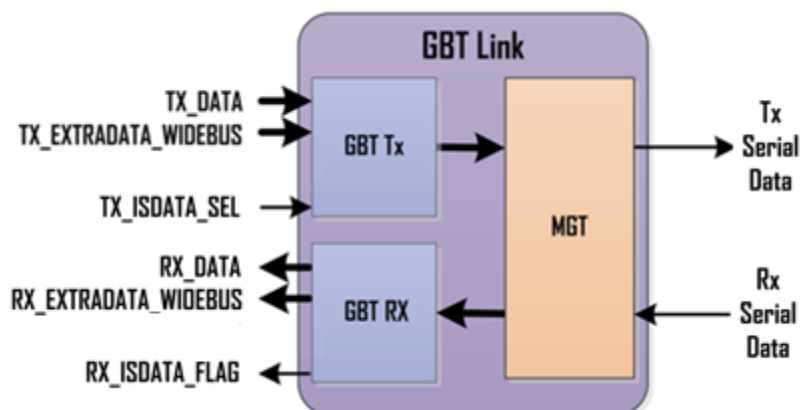 GBT Link
TX_DATA
TX_EXTRADATA_WIDEBUS
GBT Tx
TX_ISDATA_SEL
Tx
Serial
Data
MGT
RX_DATA
RX_EXTRADATA_WIDEBUS
GBT RX
RX_ISDATA_FLAG
Rx
Serial
Data